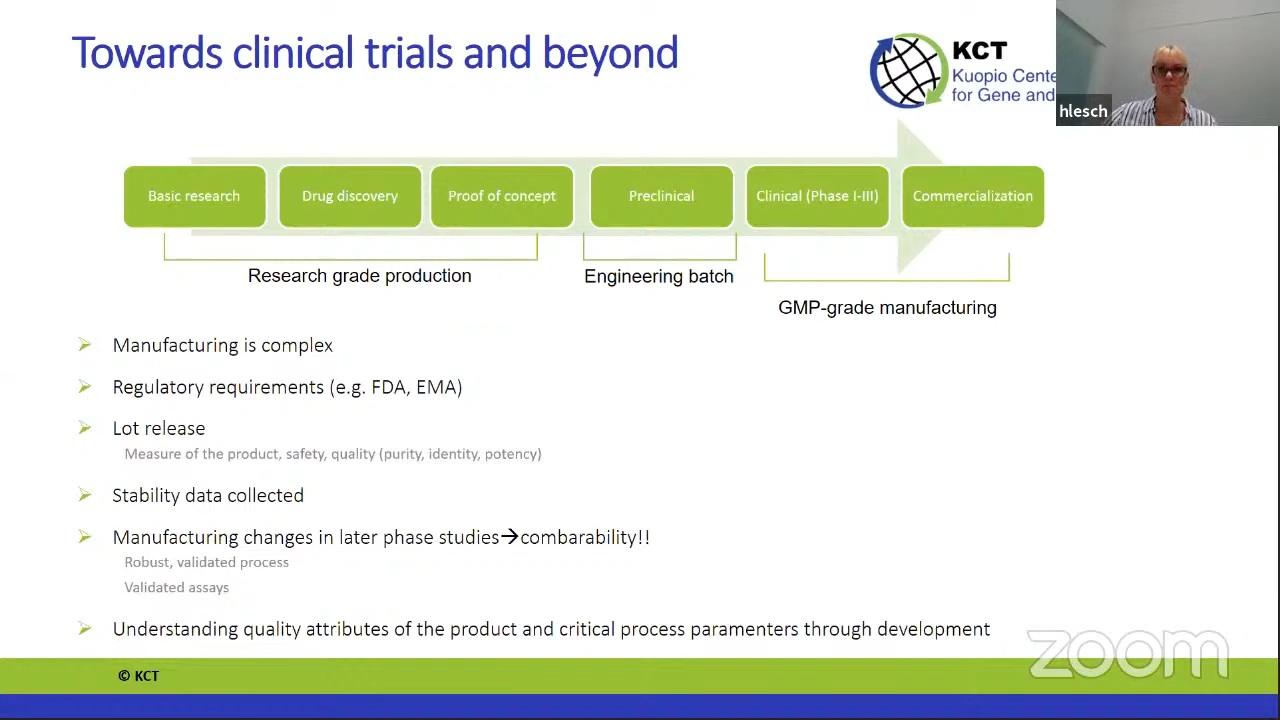 Towards clinical trials and beyond
KCT
Kuopio Cente
for Gene and
hlesch
Basic research
Drug discovery
Proof of concept
Preclinical
Clinical (Phase I-III)
Commercialization
Research grade production
Engineering batch
GMP-grade manufacturing
Manufacturing is complex
Regulatory requirements (e.g. FDA, EMA)
Lot release
Measure of the product, safety, quality (purity, identity, potency)
Stability data collected
Manufacturing changes in later phase studies→combarability!!
Robust, validated process
Validated assays
Understanding quality attributes of the product and critical process paramenters through development
zoom
© KCT